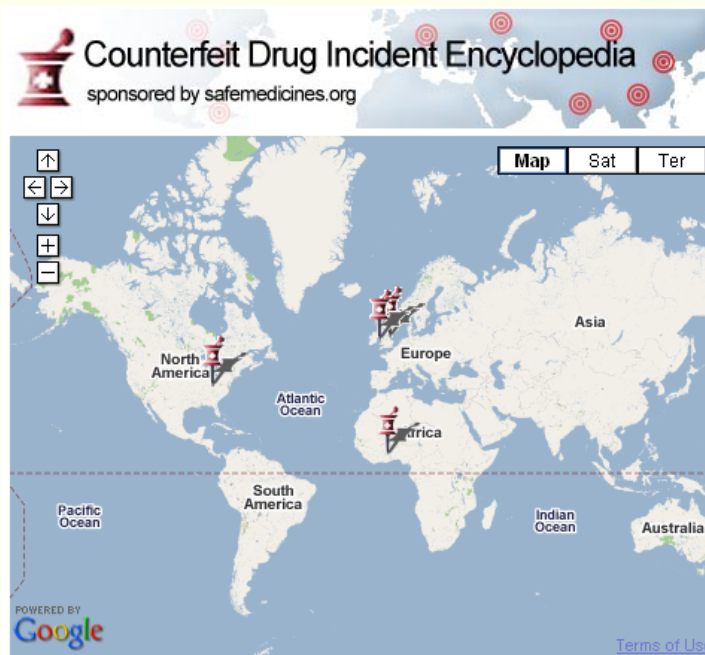 Counterfeit Drug Incident Encyclopedia
sponsored by safemedicines.org
Map Sat Ter
Asia
North
America
Europe
Atlantic
Ocean
frica
South
America
Pacific
Ocean
Indian
Ocean
Australia
POWERED BY
Google
Terms of Us